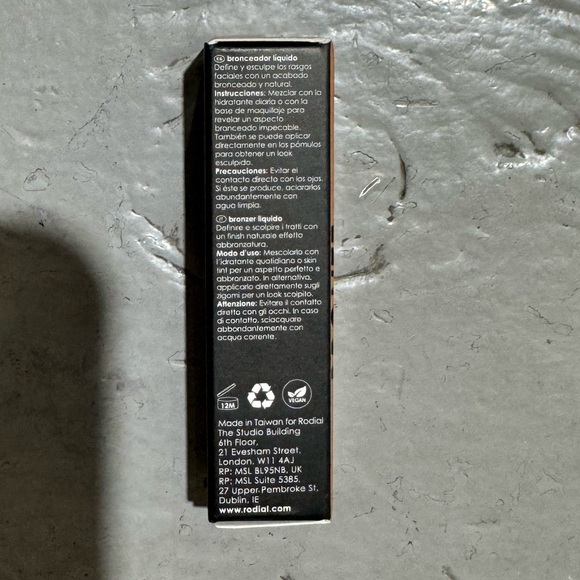 ES bronceador líquido
Define y esculpe los rasgos
faciales con un acabado
bronceado y natural.
Instrucciones: Mezclar con la
hidratante diaria o con la
base de maquillaje para
revelar un aspecto
bronceado impecable.
También se puede aplicar
directamente en los pómulos
para obtener un look
esculpido.
Precauciones: Evitar el
contacto directo con los ojos.
Si éste se produce, aclararlos
abundantemente con
agua limpia.
IT bronzer liquido
Definire e scolpire i tratti con
un finish naturale effetto
abbronzatura.
Modo d'uso: Mescolarlo con
l'idratante quotidiano o skin
tint per un aspetto perfetto e
abbronzato. In alternativa,
applicarlo direttamente sugli
zigomi per un look scolpito.
Attenzione: Evitare il contatto
diretto con gli occhi. In caso
di contatto, sciacquare
abbondantemente con
acqua corrente.
12M
VEGAN
Made in Taiwan for Rodial
The Studio Building
6th Floor,
21 Evesham Street,
London, W11 4AJ
RP: MSL BL95NB, UK
RP: MSL Suite 5385,
27 Upper Pembroke St,
Dublin, IE
www.rodial.com